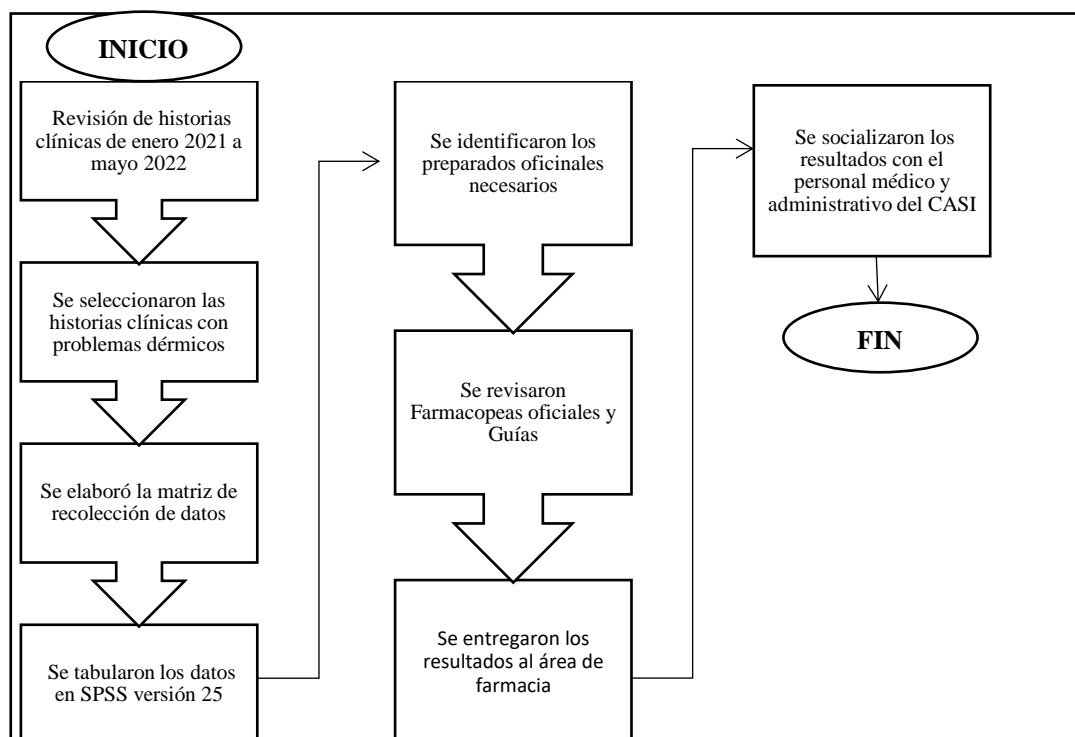 INICIO
Revisión de historias
clínicas de enero 2021 a
mayo 2022
Se seleccionaron las
historias clínicas con
problemas dérmicos
Se elaboró la matriz de
recolección de datos
Se tabularon los datos
en SPSS versión 25
Se identificaron los
preparados oficinales
necesarios
Se revisaron
Farmacopeas oficiales y
Guías
Se entregaron los
resultados al área de
farmacia
Se socializaron los
resultados con el
personal médico y
administrativo del CASI
FIN